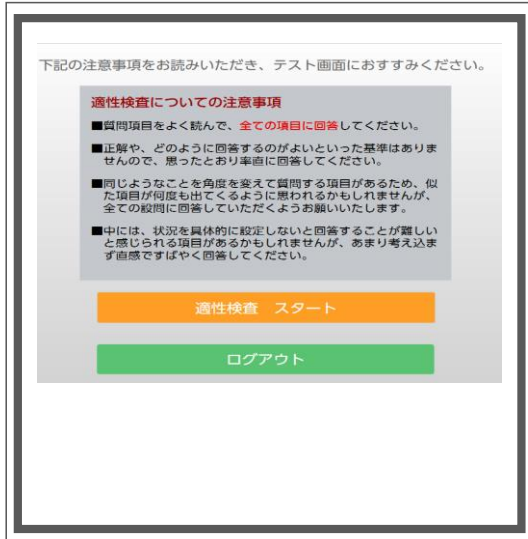 下記の注意事項をお読みいただき、テスト画面におすすみください。
適性検査についての注意事項
■質問項目をよく読んで、全ての項目に回答してください。
■正解や、どのように回答するのがよいといった基準はありま
せんので、思ったとおり率直に回答してください。
■同じようなことを角度を変えて質問する項目があるため、似
た項目が何度も出てくるように思われるかもしれませんが、
全ての設問に回答していただくようお願いいたします。
■中には、状況を具体的に設定しないと回答することが難しい
と感じられる項目があるかもしれませんが、あまり考え込ま
ず直感ですばやく回答してください。
適性検査　スタート
ログアウト